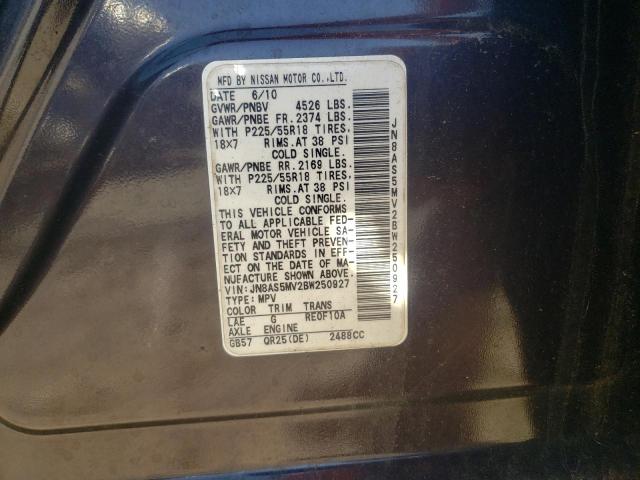 MFD BY NISSAN MOTOR CO.,LTD.
DATE 6/10
GVWR/PNBV 4526 LBS.
GAWR/PNBE FR.2374 LBS.
WITH P225/55R18 TIRES.
18X7 RIMS.AT 38 PSI
COLD SINGLE.
GAWR/PNBE RR.2169 LBS.
WITH P225/55R18 TIRES.
18X7 RIMS.AT 38 PSI
COLD SINGLE.
THIS VEHICLE CONFORMS
TO ALL APPLICABLE FED-
ERAL MOTOR VEHICLE SA-
FETY AND THEFT PREVEN-
TION STANDARDS IN EFF-
ECT ON THE DATE OF MA-
NUFACTURE SHOWN ABOVE.
VIN:JN8AS5MV2BW250927
TYPE:MPV
COLOR TRIM TRANS
LAE G RE0F10A
AXLE ENGINE
GB57 QR25(DE) 2488CC
JN8AS5MV2BW250927